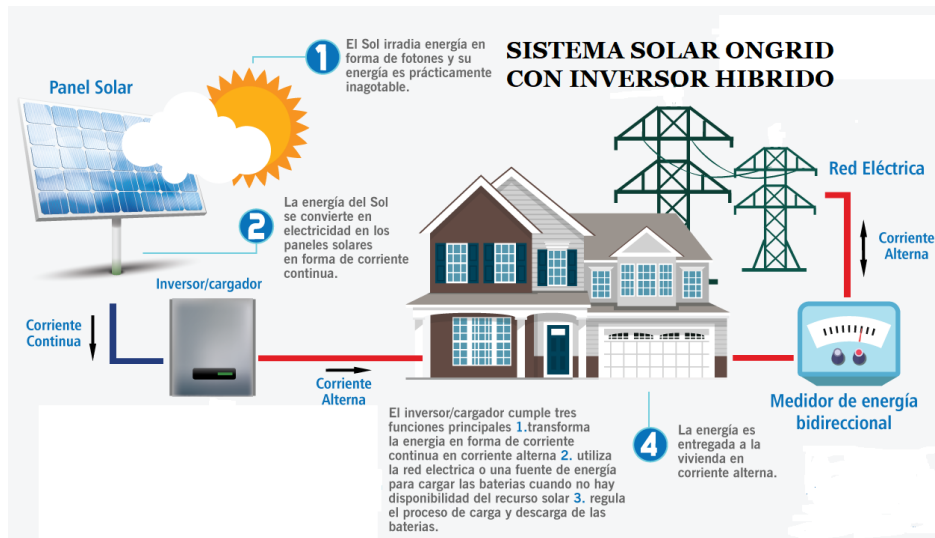 SISTEMA SOLAR ONGRID
CON INVERSOR HIBRIDO
1
El Sol irradia energía en
forma de fotones y su
energía es prácticamente
inagotable.
Panel Solar
Red Eléctrica
2
La energía del Sol
se convierte en
electricidad en los
paneles solares
en forma de corriente
continua.
Corriente
Alterna
Inversor/cargador
Corriente
Continua
Corriente
Alterna
Medidor de energía
bidireccional
El inversor/cargador cumple tres
funciones principales 1.transforma
la energia en forma de corriente
continua en corriente alterna 2. utiliza
la red electrica o una fuente de energía
para cargar las baterias cuando no hay
disponibilidad del recurso solar 3. regula
el proceso de carga y descarga de las
baterias.
4
La energía es
entregada a la
vivienda en
corriente alterna.